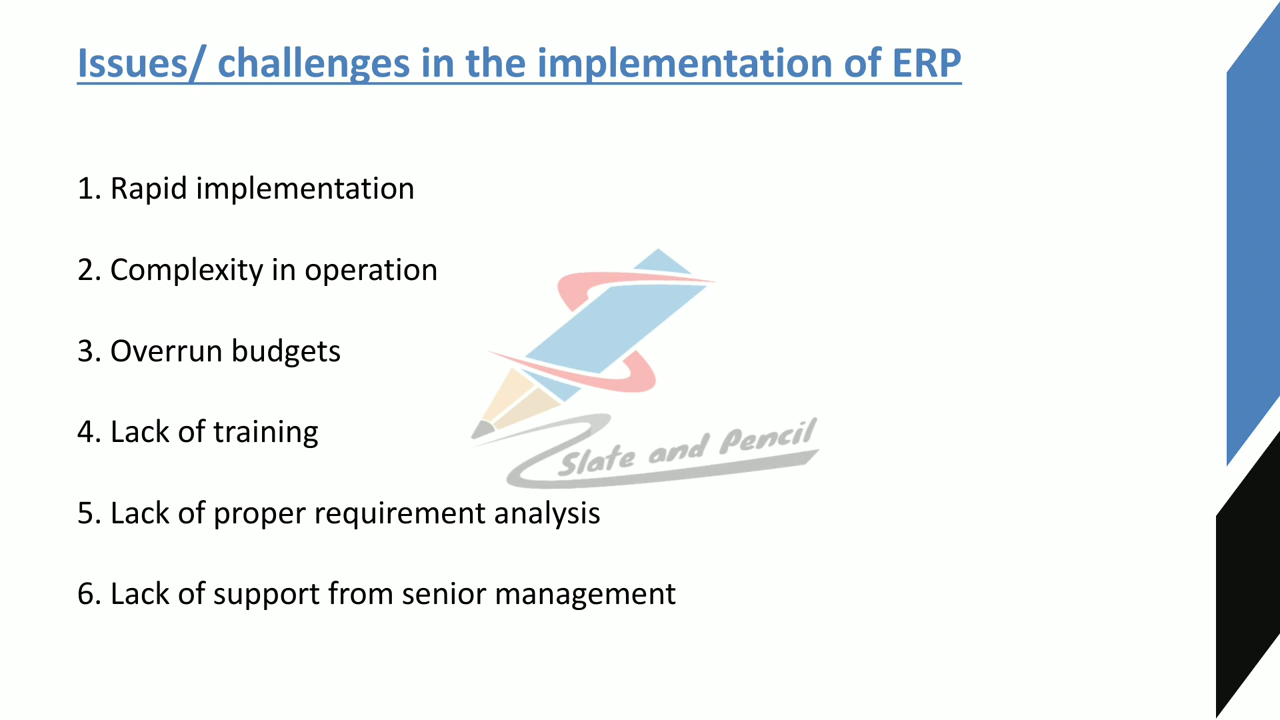 Issues/ challenges in the implementation of ERP
1. Rapid implementation
2. Complexity in operation
3. Overrun budgets
4. Lack of training
Slate and Pencil
5. Lack of proper requirement analysis
6. Lack of support from senior management